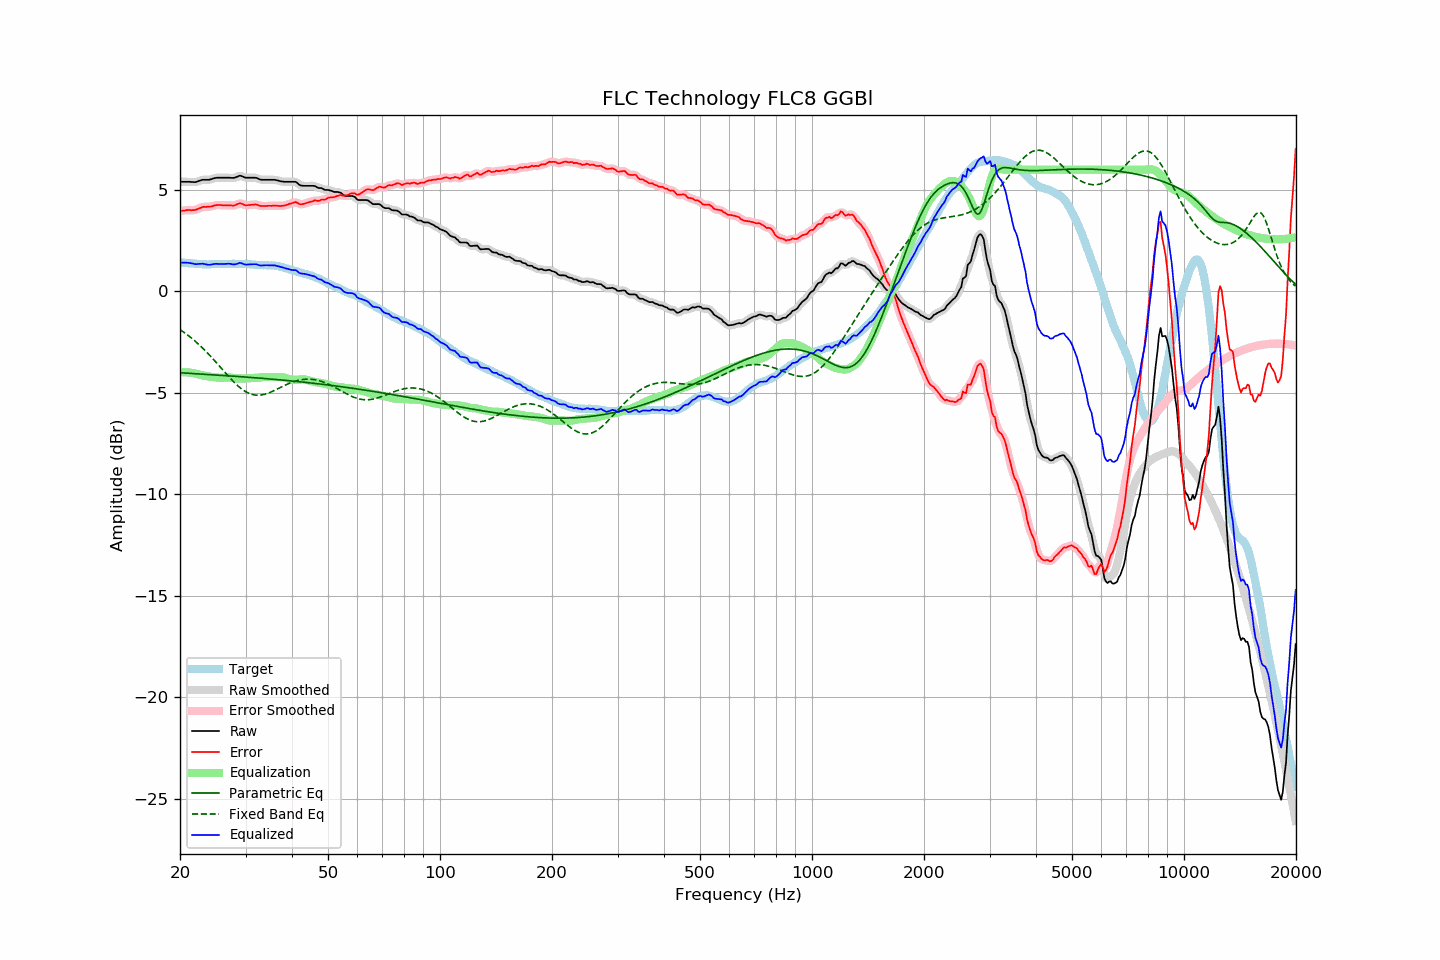 FLC Technology FLC8 GGBl
Amplitude (dBr)
5
0
−5
−10
−15
−20
−25
Target
Raw Smoothed
Error Smoothed
Raw
Error
Equalization
Parametric Eq
Fixed Band Eq
Equalized
20 50 100 200 500 1000 2000 5000 10000 20000
Frequency (Hz)